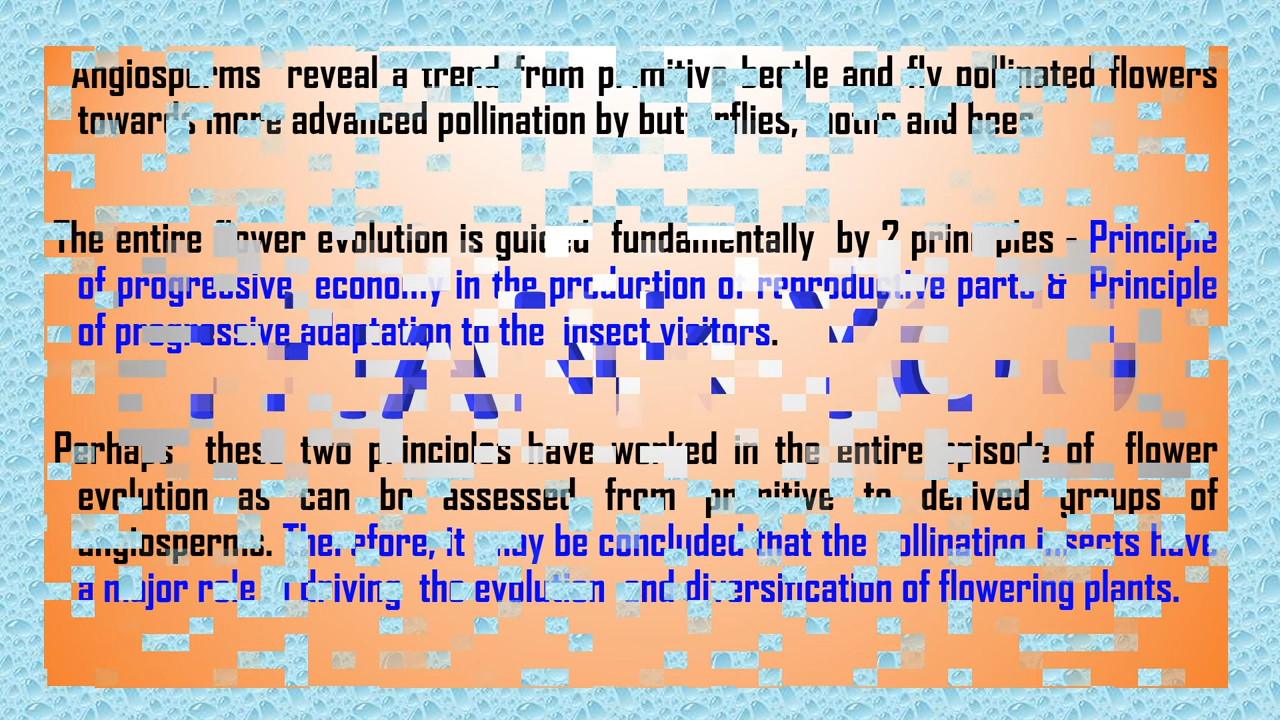 Angiosperms reveal a trend from primitive beetle and fly pollinated flowers
towards more advanced pollination by butterflies, moths and bees
The entire flower evolution is guided fundamentally by 2 principles - Principle
of progressive economy in the production of reproductive parts & Principle
of progressive adaptation to the insect visitors.
Perhaps these two principles have worked in the entire episode of flower
evolution as can be assessed from primitive to derived groups of
angiosperms. Therefore, it may be concluded that the pollinating insects have
a major role in driving the evolution and diversification of flowering plants.